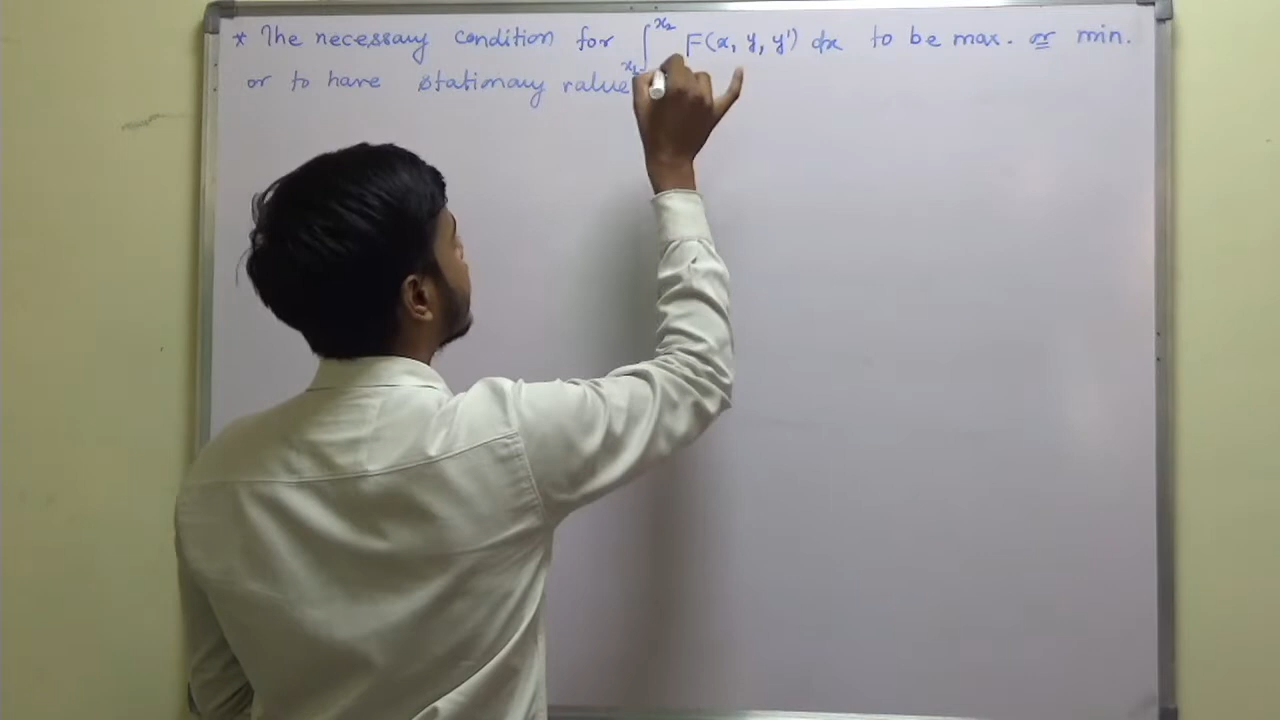 * The necessary condition for ∫_{x₁}^{x₂} F(x, y, y') dx to be max. or min.
or to have stationary value